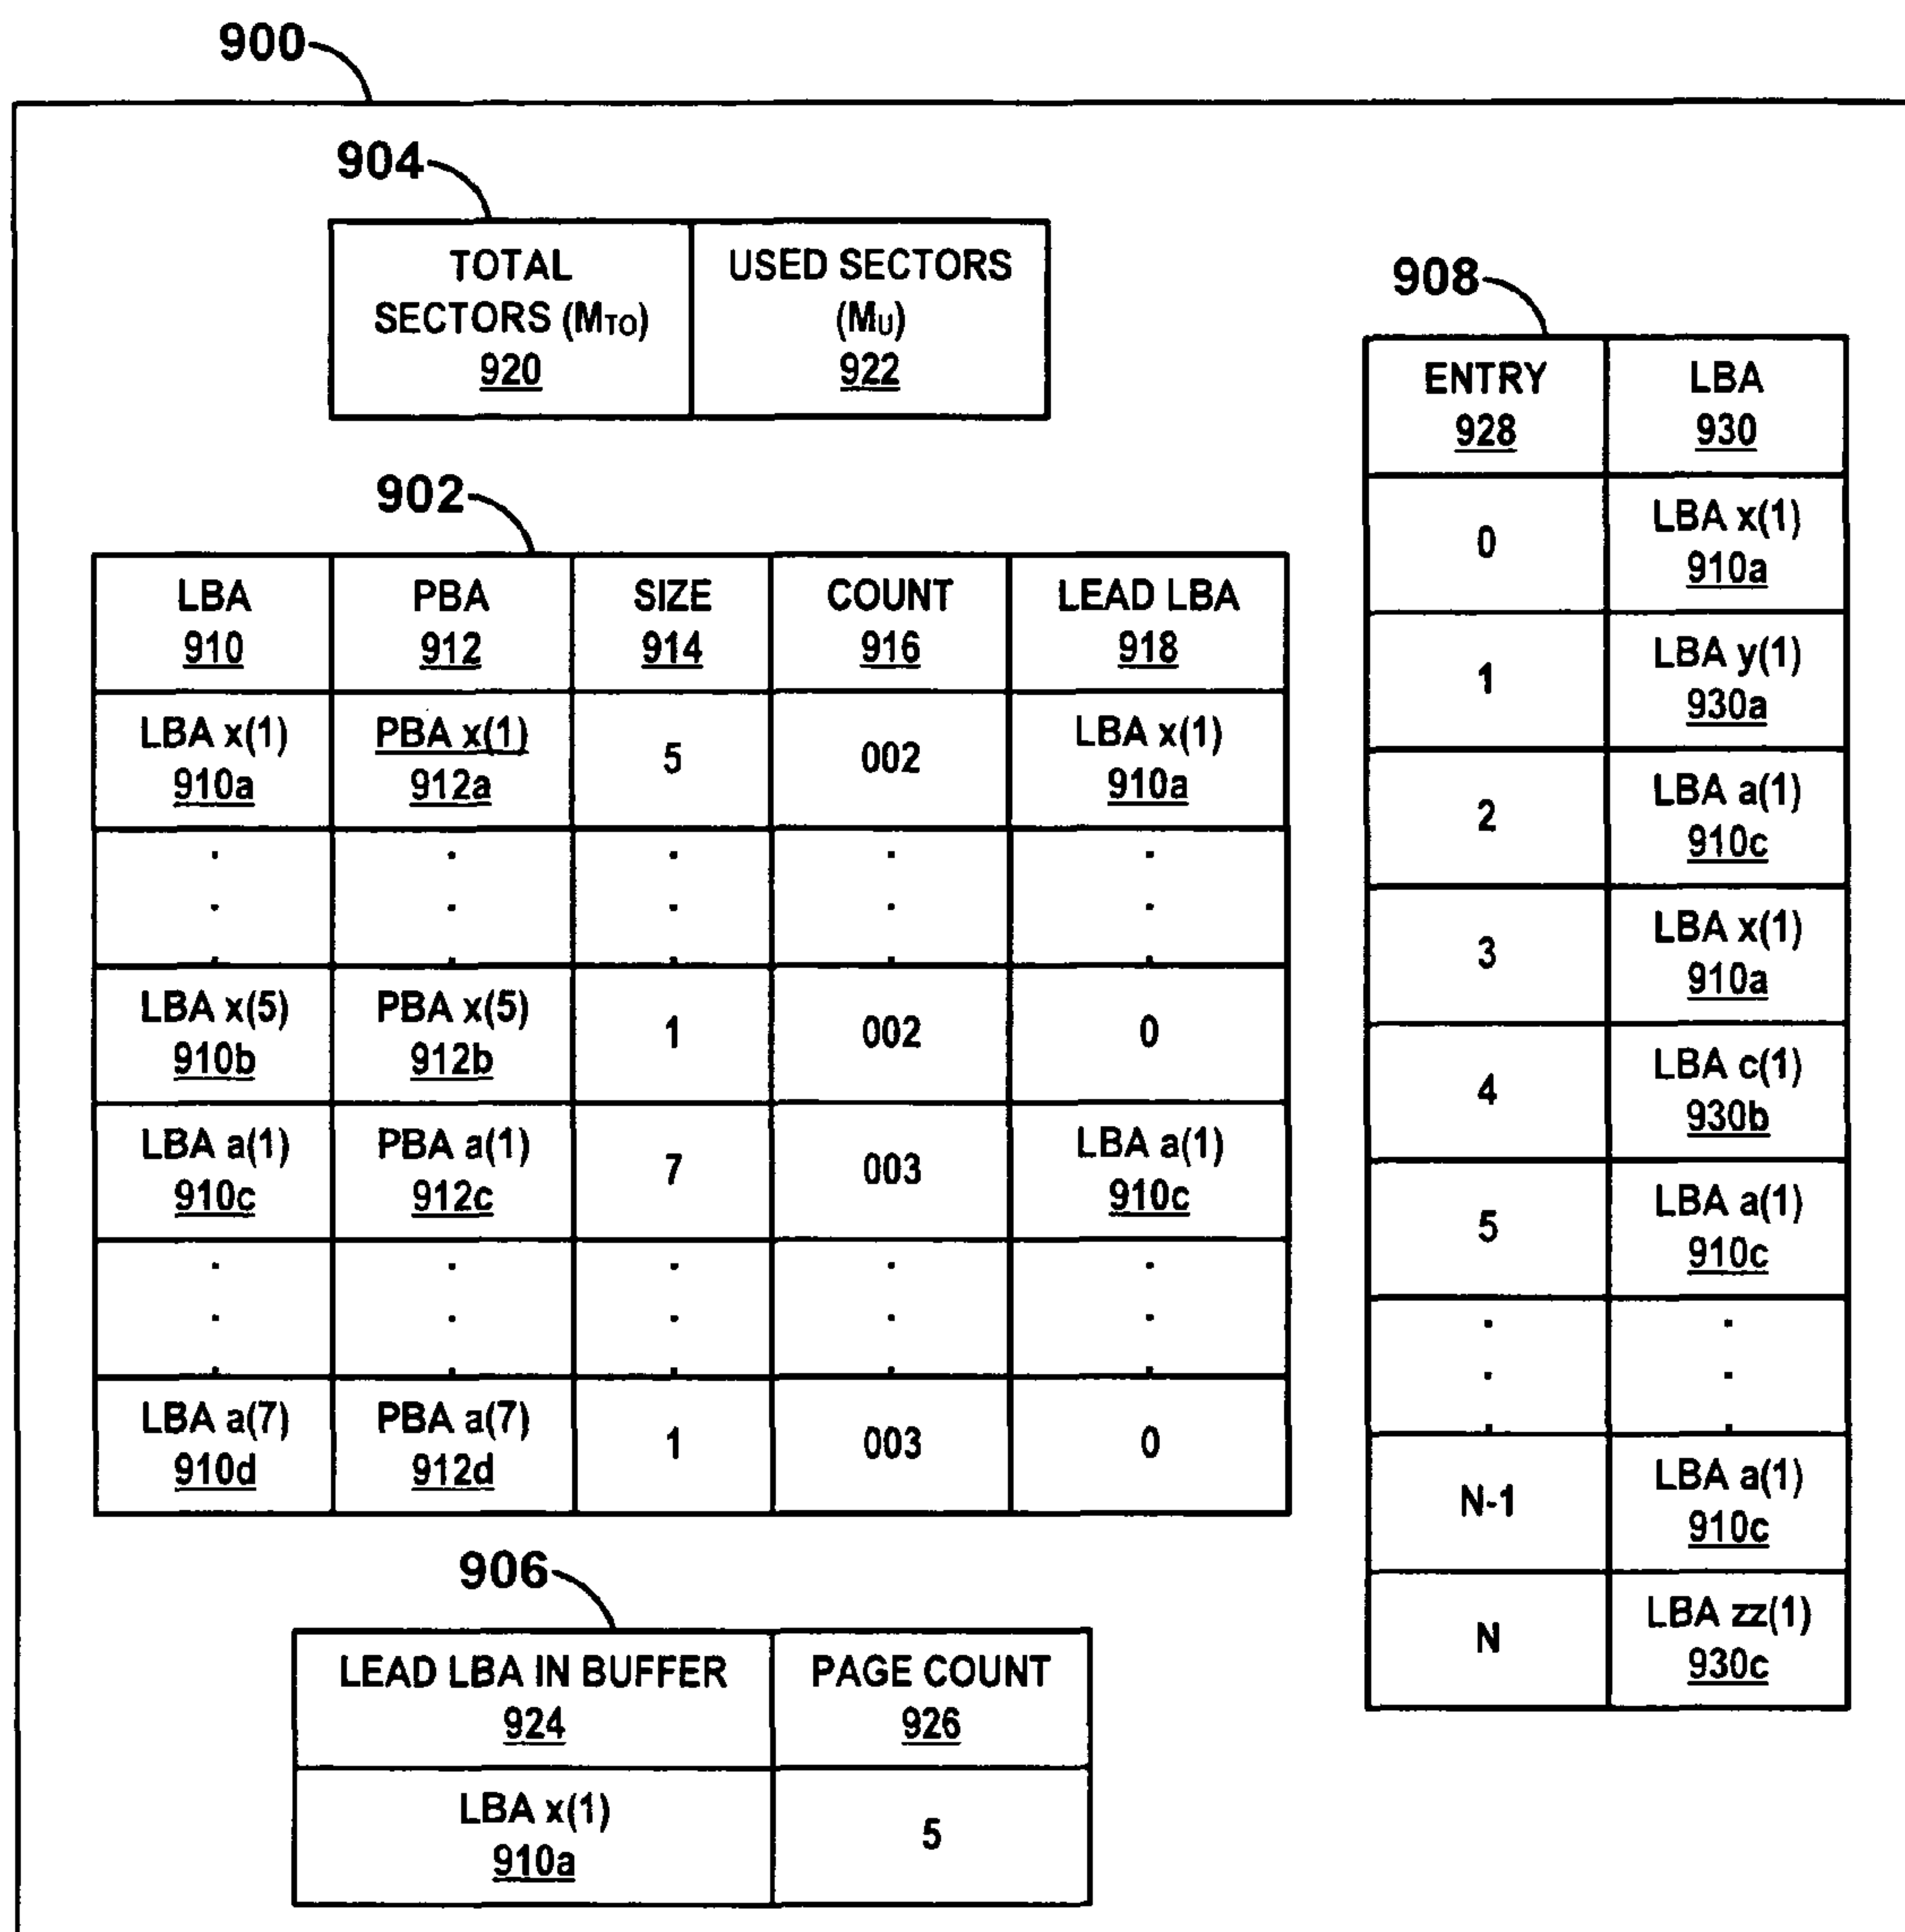 900
904
TOTAL SECTORS (MTO) 920
USED SECTORS (MU) 922
902
LBA 910 PBA 912 SIZE 914 COUNT 916 LEAD LBA 918
LBA x(1) 910a PBA x(1) 912a 5 002 LBA x(1) 910a
LBA x(5) 910b PBA x(5) 912b 1 002 0
LBA a(1) 910c PBA a(1) 912c 7 003 LBA a(1) 910c
LBA a(7) 910d PBA a(7) 912d 1 003 0
906
LEAD LBA IN BUFFER 924 PAGE COUNT 926
LBA x(1) 910a 5
908
ENTRY 928 LBA 930
0 LBA x(1) 910a
1 LBA y(1) 930a
2 LBA a(1) 910c
3 LBA x(1) 910a
4 LBA c(1) 930b
5 LBA a(1) 910c
N-1 LBA a(1) 910c
N LBA zz(1) 930c